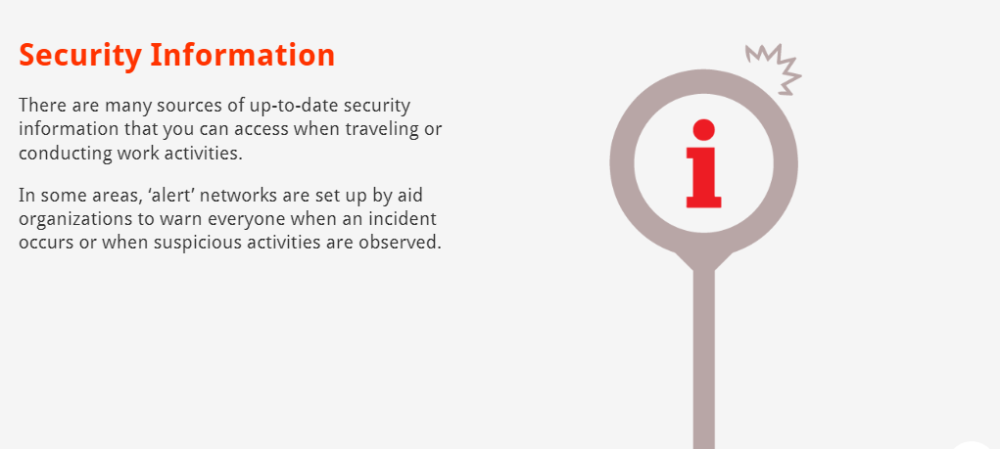 Security Information
There are many sources of up-to-date security
information that you can access when traveling or
conducting work activities.
In some areas, ‘alert’ networks are set up by aid
organizations to warn everyone when an incident
occurs or when suspicious activities are observed.
i